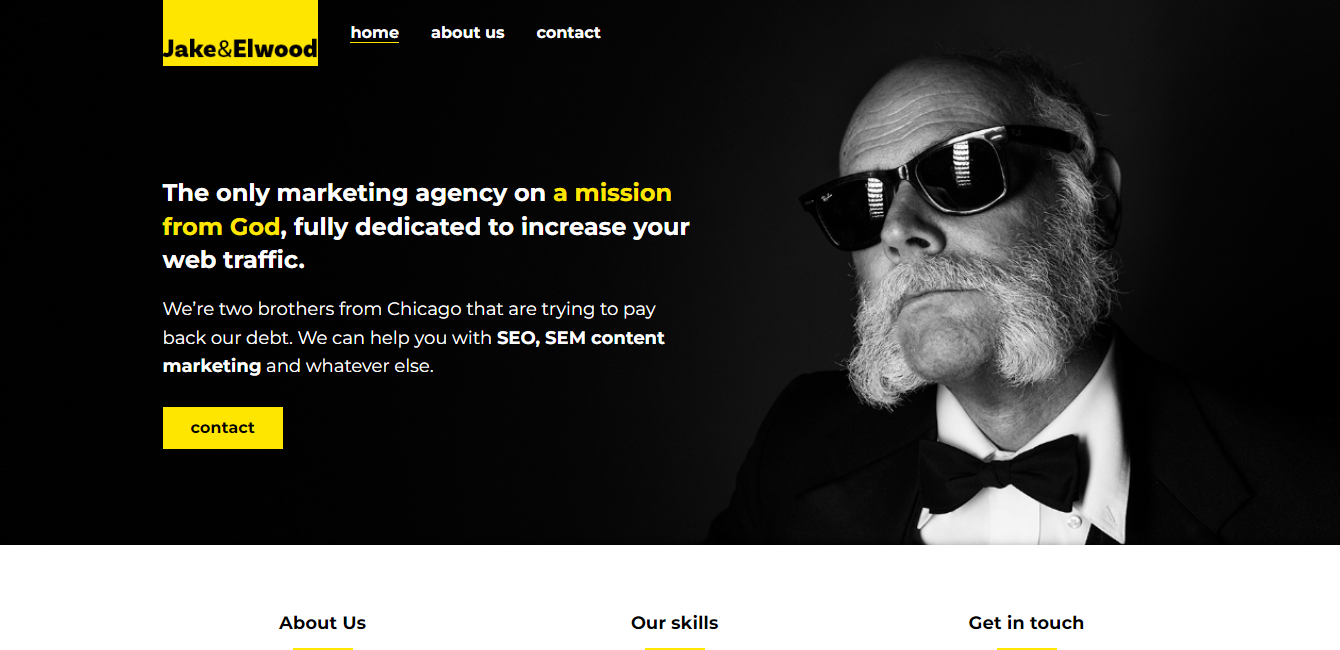 Jake&Elwood
home about us contact
The only marketing agency on a mission
from God, fully dedicated to increase your
web traffic.
We’re two brothers from Chicago that are trying to pay
back our debt. We can help you with SEO, SEM content
marketing and whatever else.
contact
About Us
Our skills
Get in touch